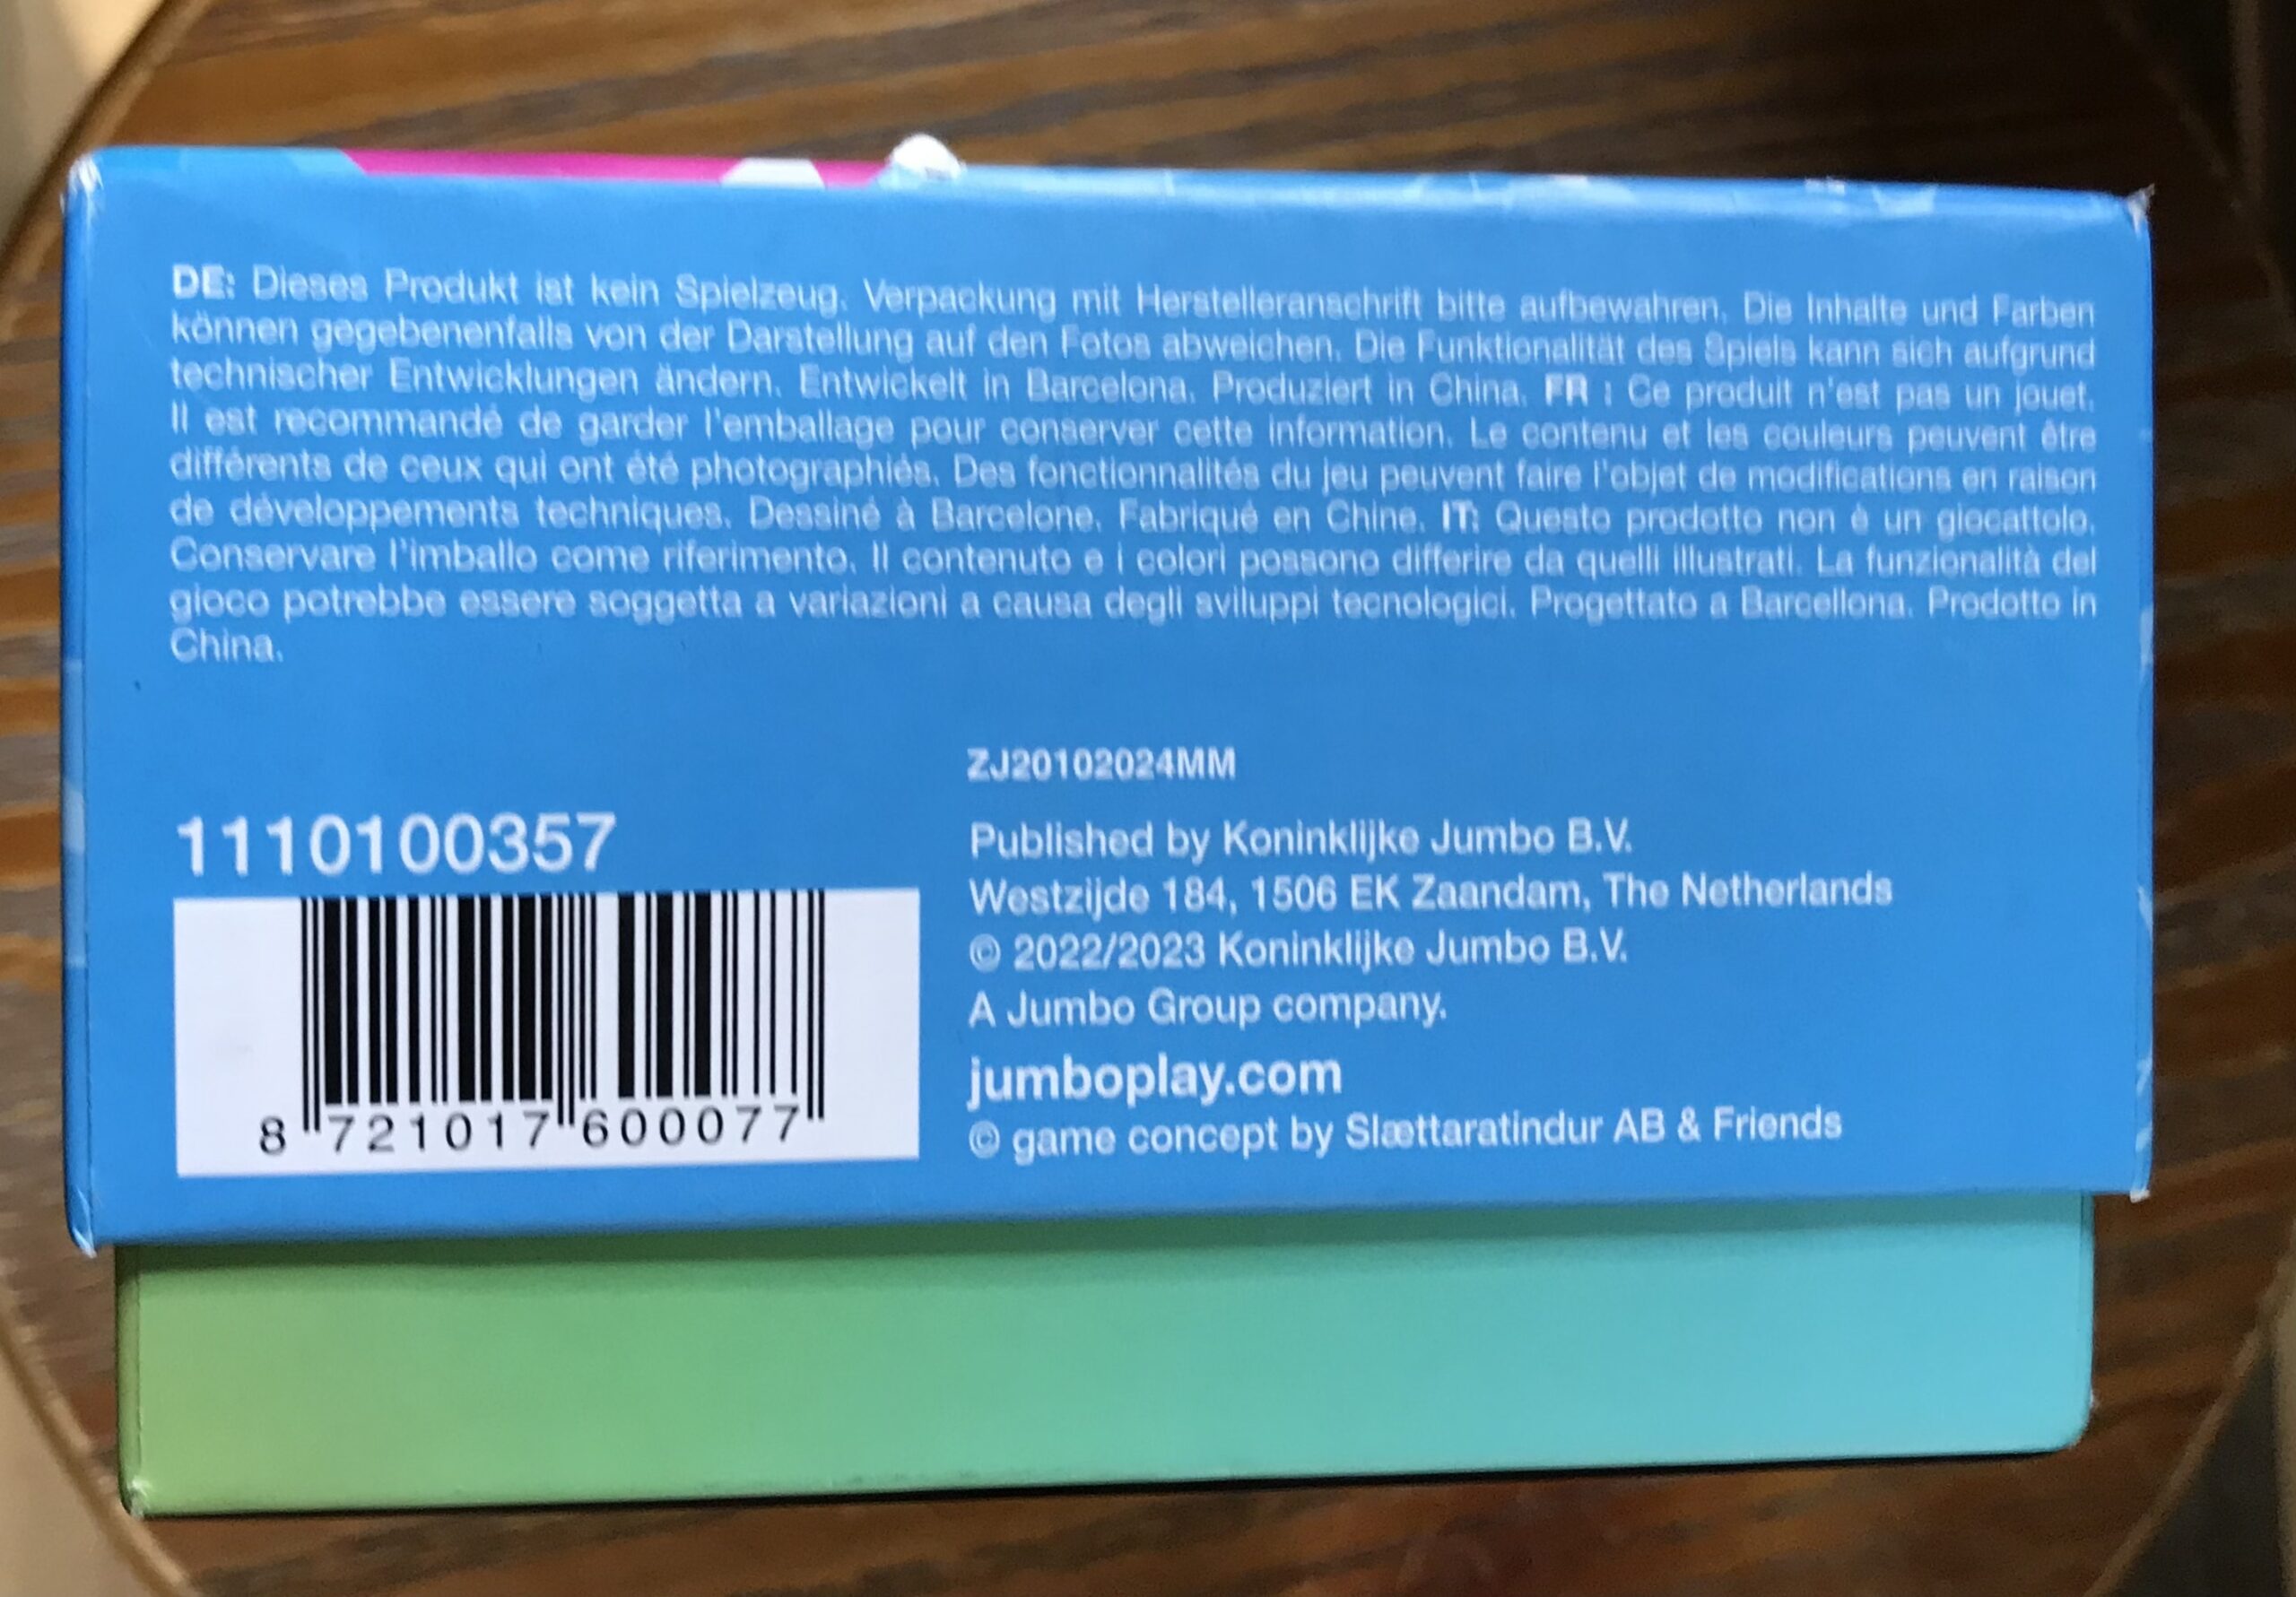 DE: Dieses Produkt ist kein Spielzeug. Verpackung mit Herstelleranschrift bitte aufbewahren. Die Inhalte und Farben
können gegebenenfalls von der Darstellung auf den Fotos abweichen. Die Funktionalität des Spiels kann sich aufgrund
technischer Entwicklungen ändern. Entwickelt in Barcelona. Produziert in China. FR : Ce produit n'est pas un jouet.
Il est recommandé de garder l'emballage pour conserver cette information. Le contenu et les couleurs peuvent être
différents de ceux qui ont été photographiés. Des fonctionnalités du jeu peuvent faire l'objet de modifications en raison
de développements techniques. Dessiné à Barcelone. Fabriqué en Chine. IT: Questo prodotto non è un giocattolo.
Conservare l'imballo come riferimento. Il contenuto e i colori possono differire da quelli illustrati. La funzionalità del
gioco potrebbe essere soggetta a variazioni a causa degli sviluppi tecnologici. Progettato a Barcellona. Prodotto in
China.
1110100357
8 721017 600077
ZJ20102024MM
Published by Koninklijke Jumbo B.V.
Westzijde 184, 1506 EK Zaandam, The Netherlands
© 2022/2023 Koninklijke Jumbo B.V.
A Jumbo Group company.
jumboplay.com
© game concept by Slættaratindur AB & Friends